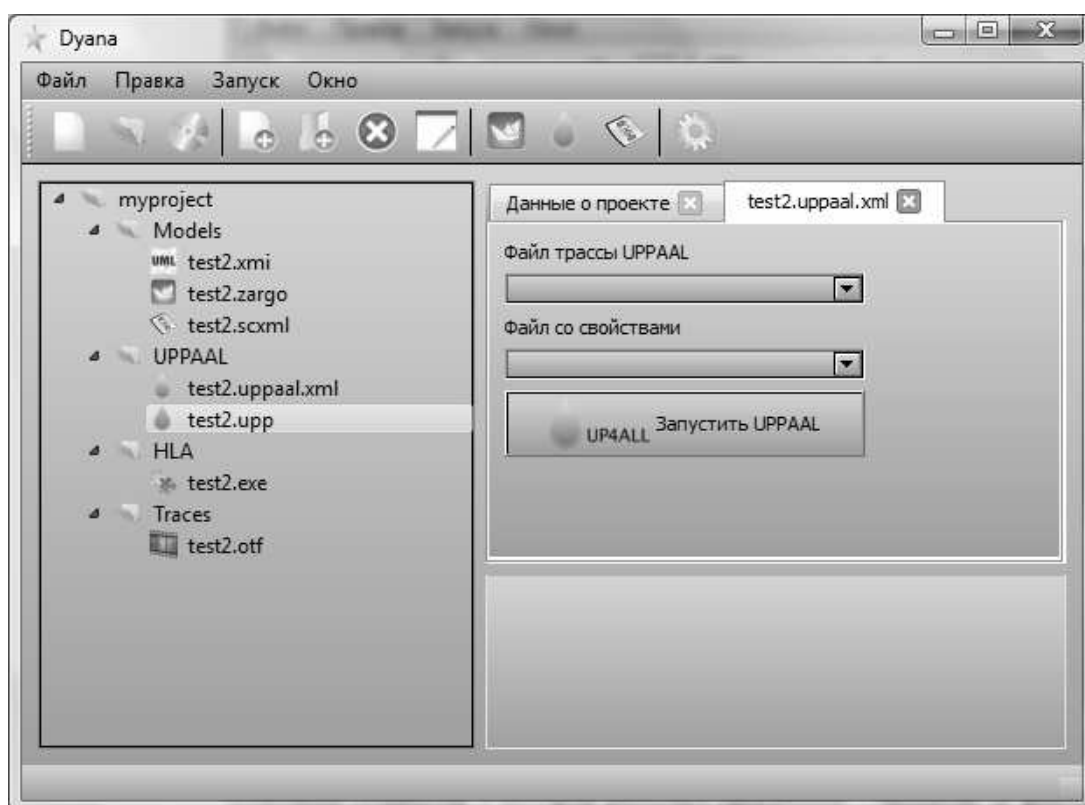 Dyana
Файл Правка Запуск Окно
myproject
Models
UML test2.xmi
test2.zargo
test2.scxml
UPPAAL
test2.uppaal.xml
test2.upp
HLA
test2.exe
Traces
test2.otf
Данные о проекте
test2.uppaal.xml
Файл трассы UPPAAL
Файл со свойствами
UP4ALL Запустить UPPAAL